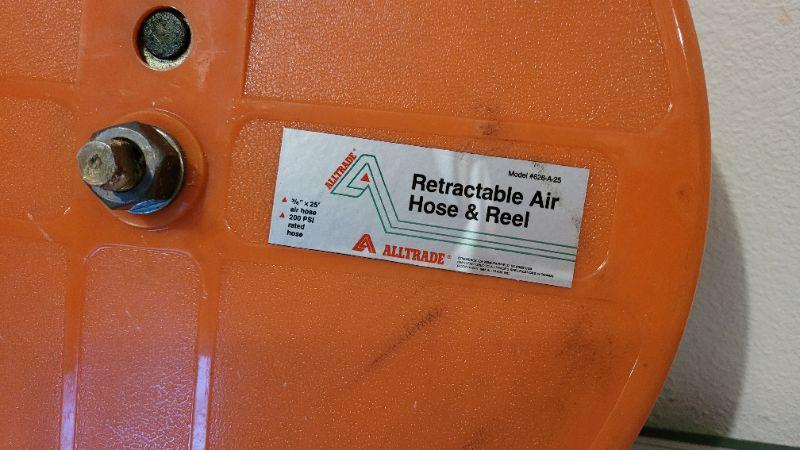 ALLTRADE®
Model #626-A-25
Retractable Air
Hose & Reel
▲ 3/8" x 25'
air hose
▲ 200 PSI
rated
hose
ALLTRADE®